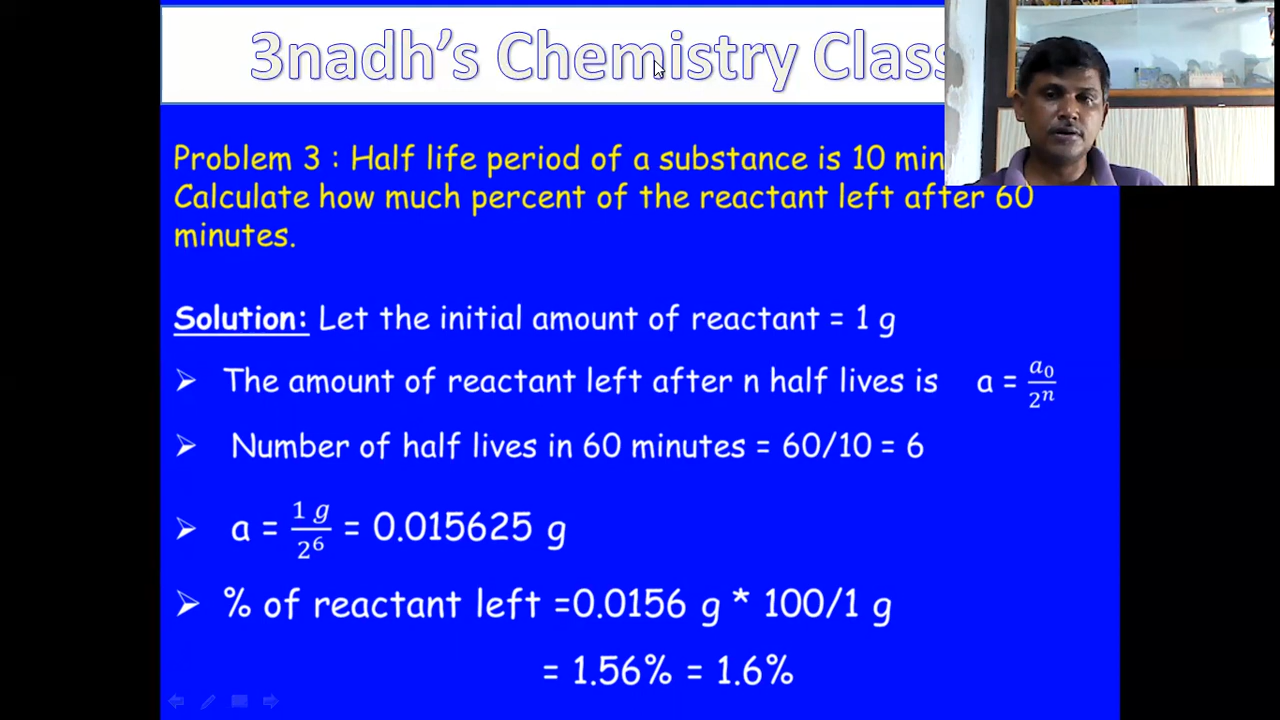 3nadh's Chemistry Class
Problem 3 : Half life period of a substance is 10 min
Calculate how much percent of the reactant left after 60
minutes.
Solution: Let the initial amount of reactant = 1 g
➢ The amount of reactant left after n half lives is a = a₀/2ⁿ
➢ Number of half lives in 60 minutes = 60/10 = 6
➢ a = 1 g/2⁶ = 0.015625 g
➢ % of reactant left =0.0156 g * 100/1 g
= 1.56% = 1.6%